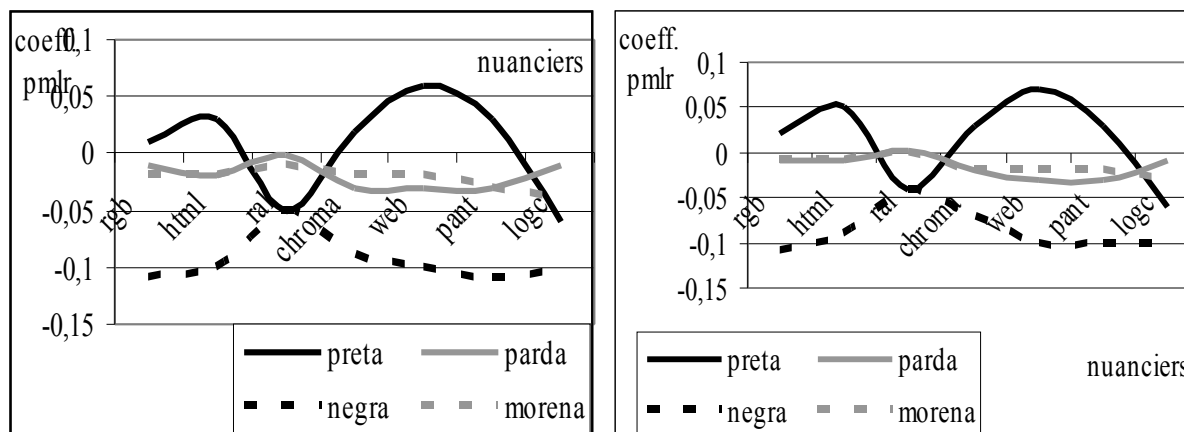 coeff.
pmlr
0,1
0,05
0
-0,05
-0,1
-0,15
nuanciers
rgb
html
ral
chroma
web
pant
logc
preta
parda
negra
morena
coeff.
pmlr
0,1
0,05
0
-0,05
-0,1
-0,15
rgb
html
ral
chroma
web
pant
logc
preta
parda
negra
morena
nuanciers